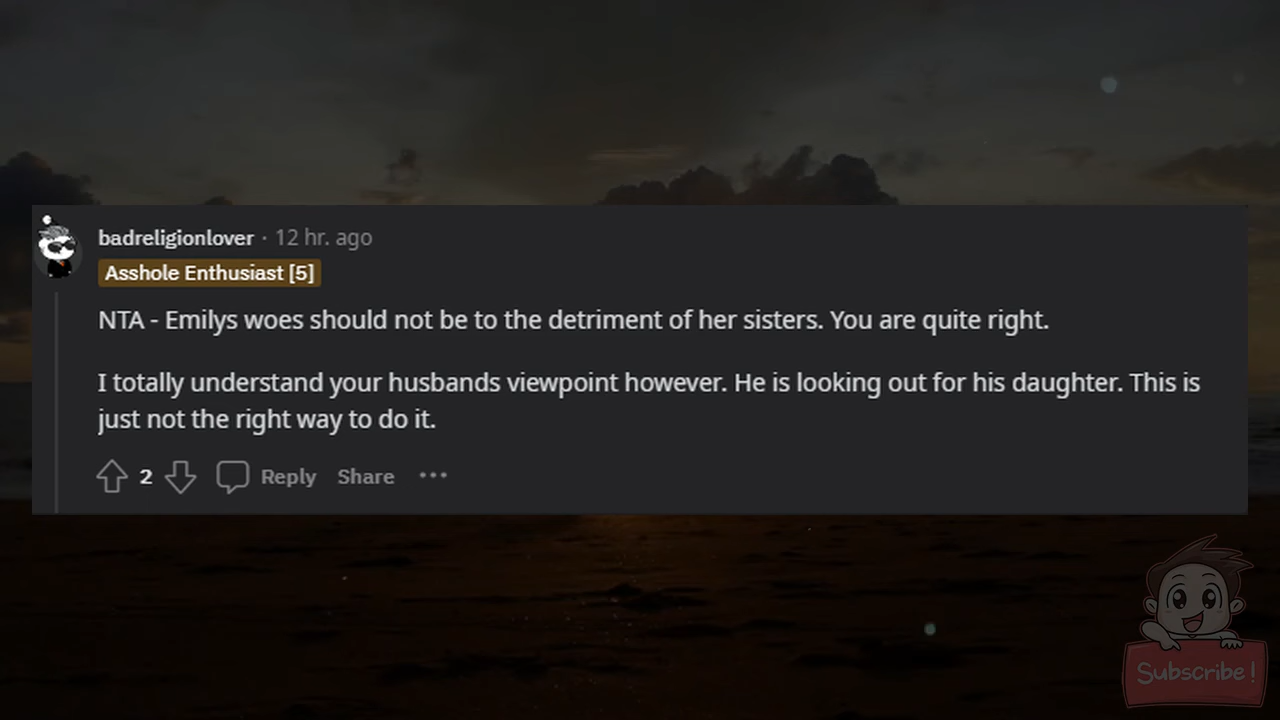 badreligionlover · 12 hr. ago
Asshole Enthusiast [5]
NTA - Emilys woes should not be to the detriment of her sisters. You are quite right.
I totally understand your husbands viewpoint however. He is looking out for his daughter. This is
just not the right way to do it.
2 Reply Share ···
Subscribe!